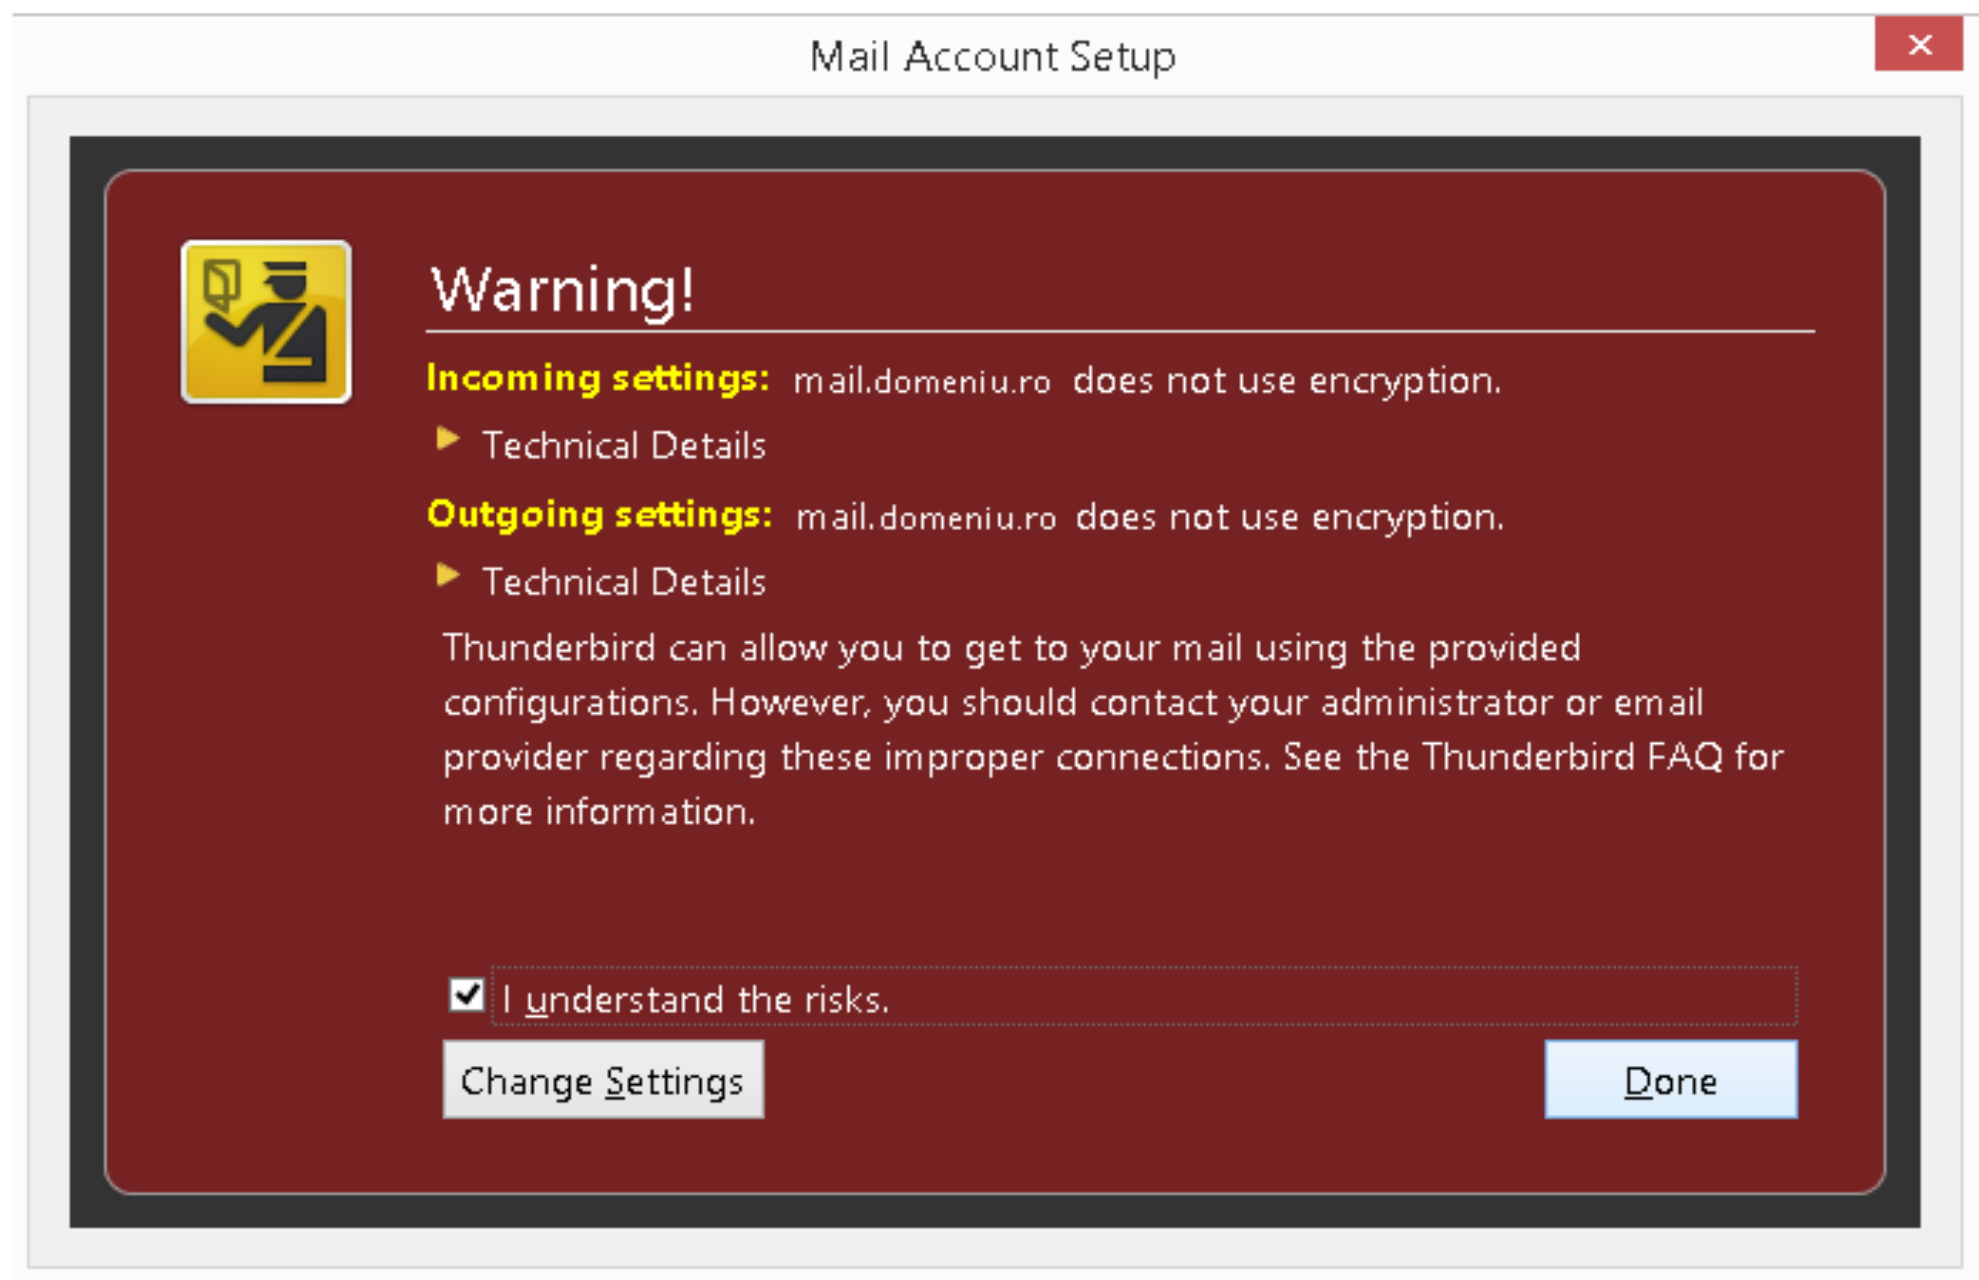 Mail Account Setup
Warning!
Incoming settings: mail.domeniu.ro does not use encryption.
Technical Details
Outgoing settings: mail.domeniu.ro does not use encryption.
Technical Details
Thunderbird can allow you to get to your mail using the provided
configurations. However, you should contact your administrator or email
provider regarding these improper connections. See the Thunderbird FAQ for
more information.
I understand the risks.
Change Settings
Done